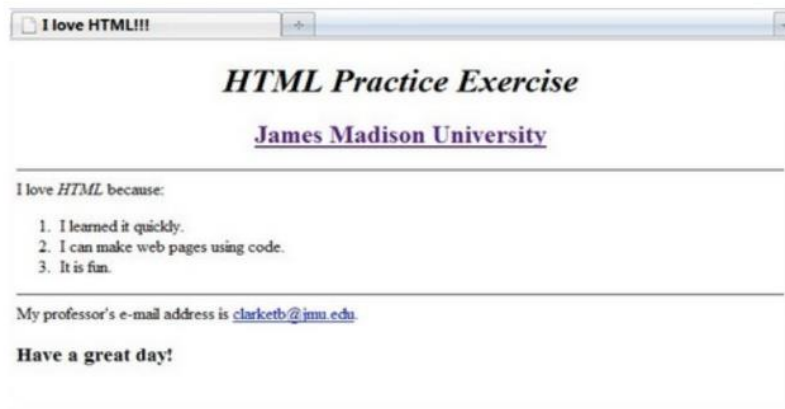 I love HTML!!!
HTML Practice Exercise
James Madison University
I love HTML because:
1. I learned it quickly.
2. I can make web pages using code.
3. It is fun.
My professor's e-mail address is clarketb@jmu.edu.
Have a great day!